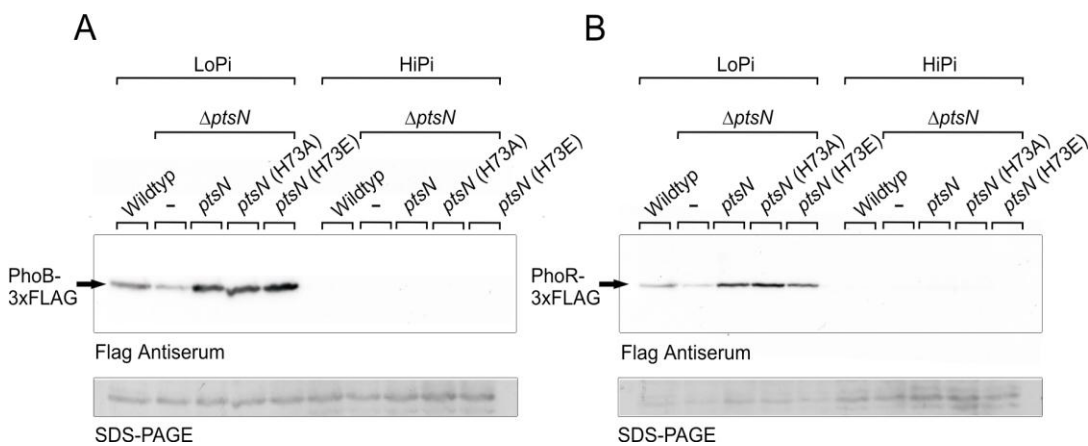 A
LoPi
HiPi
ΔptsN
ΔptsN
Wildtyp
–
ptsN
ptsN (H73A)
ptsN (H73E)
Wildtyp
–
ptsN
ptsN (H73A)
ptsN (H73E)
PhoB-
3xFLAG
Flag Antiserum
SDS-PAGE
B
LoPi
HiPi
ΔptsN
ΔptsN
Wildtyp
–
ptsN
ptsN (H73A)
ptsN (H73E)
Wildtyp
–
ptsN
ptsN (H73A)
ptsN (H73E)
PhoR-
3xFLAG
Flag Antiserum
SDS-PAGE